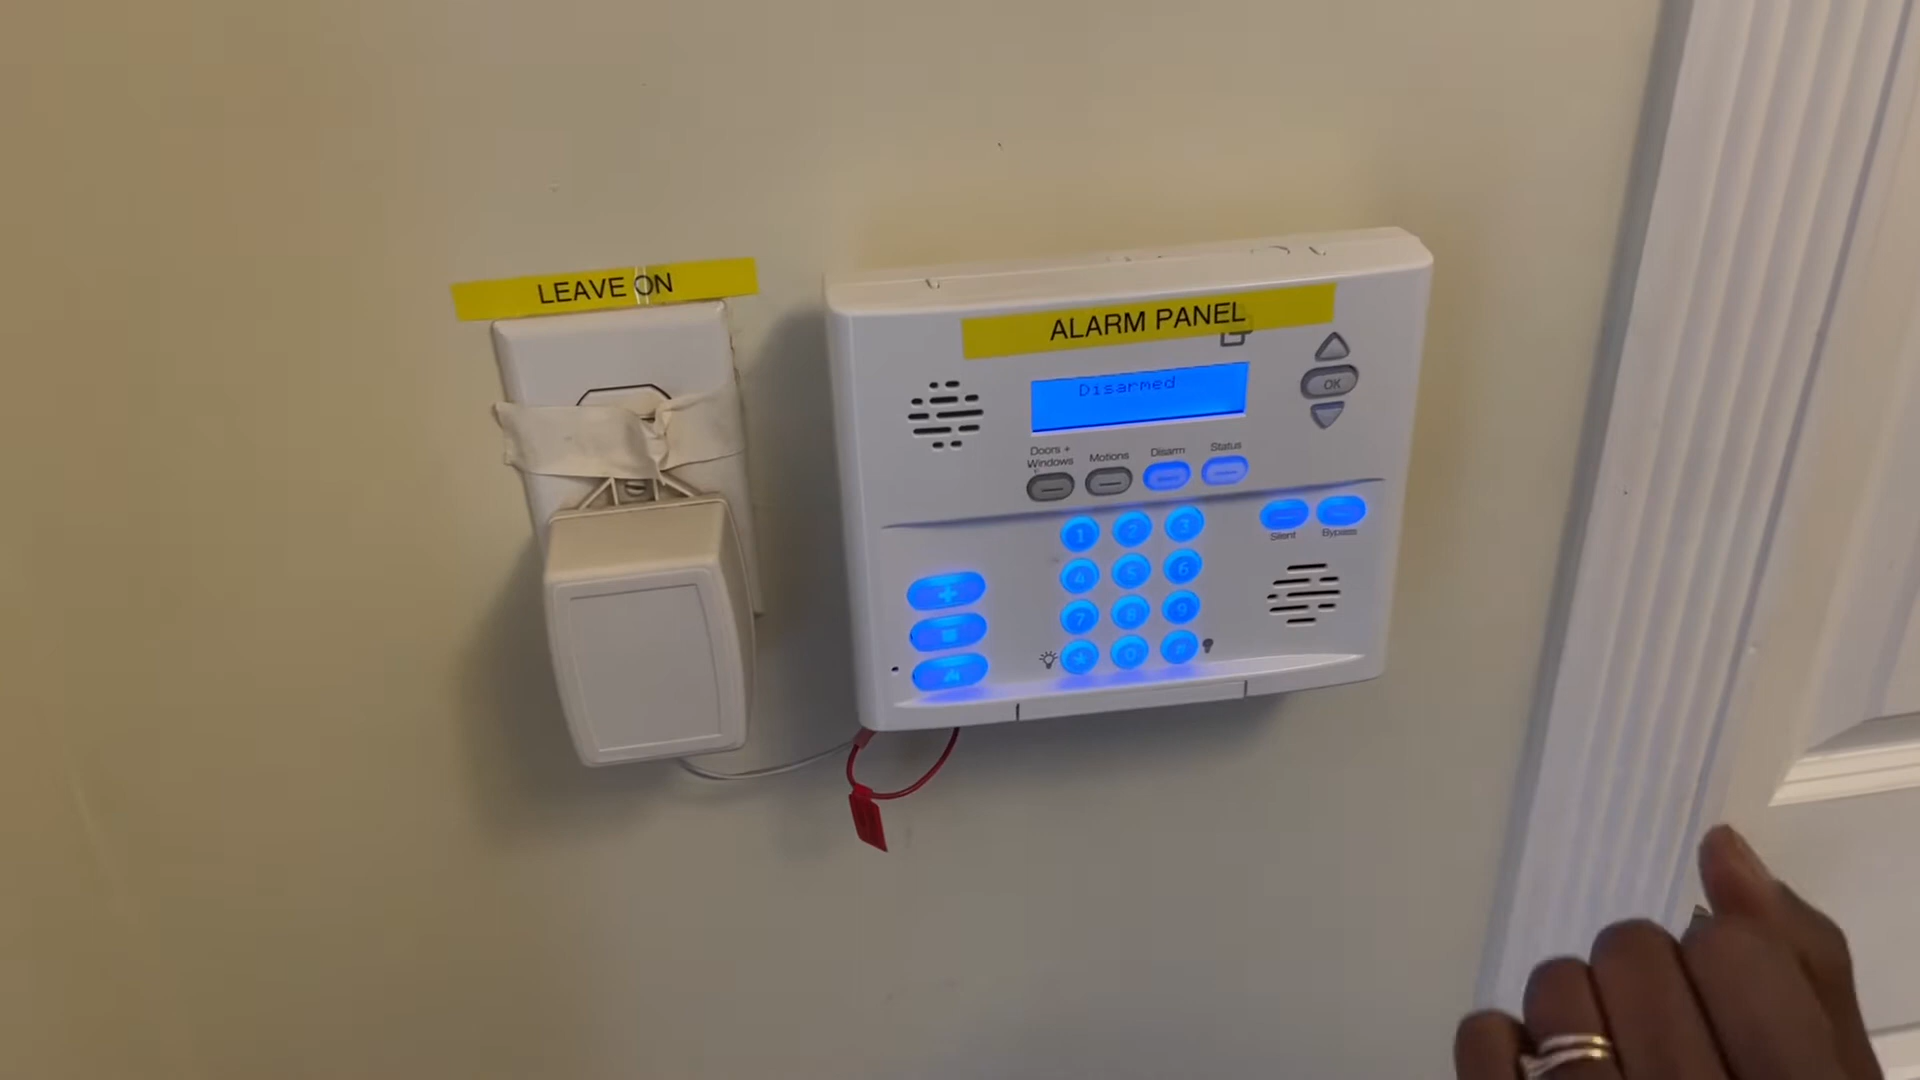 LEAVE ON
ALARM PANEL
Disarmed
OK
Doors +
Windows
Motions
Disarm
Status
1 2 3
4 5 6
7 8 9
* 0 #
Silent
Bypass